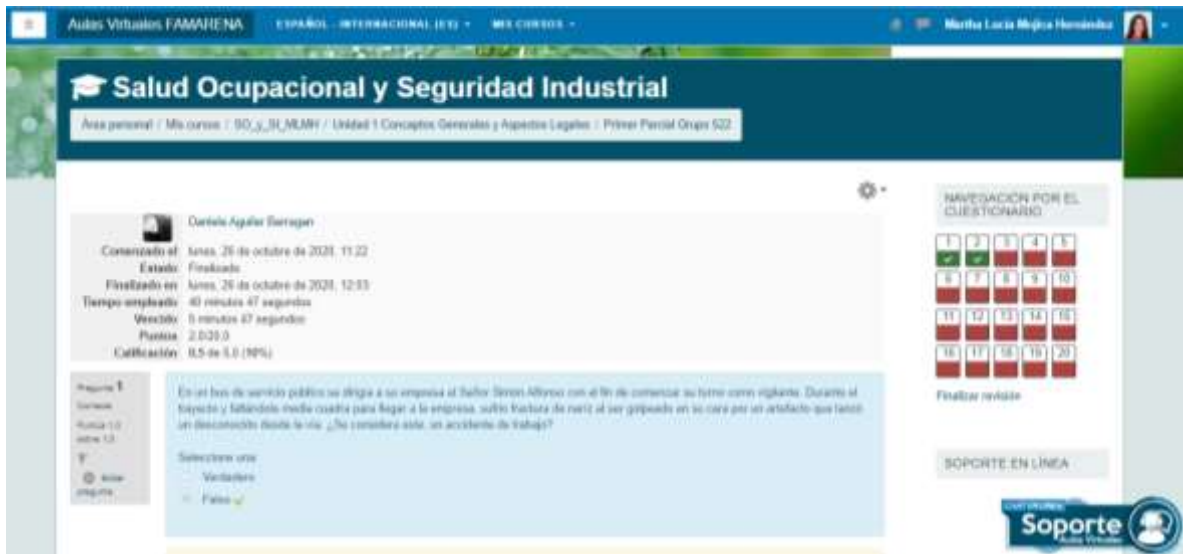 Aulas Virtuales FAMARENA
ESPAÑOL - INTERNACIONAL (ES)
MIS CURSOS
Martha Lucía Mojica Hernández
Salud Ocupacional y Seguridad Industrial
Área personal / Mis cursos / SO_y_SI_MLMH / Unidad 1 Conceptos Generales y Aspectos Legales / Primer Parcial Grupo 522
Daniela Aguilar Barragan
Comenzado el lunes, 26 de octubre de 2020, 11:22
Estado Finalizado
Finalizado en lunes, 26 de octubre de 2020, 12:03
Tiempo empleado 40 minutos 47 segundos
Vencido 5 minutos 47 segundos
Puntos 2,0/20,0
Calificación 0,5 de 5,0 (10%)
Pregunta 1
Correcta
Puntúa 1,0
sobre 1,0
pregunta
En un bus de servicio público se dirigía a su empresa el Señor Simon Alfonso con el fin de comenzar su turno como vigilante. Durante el
trayecto y faltándole media cuadra para llegar a la empresa, sufrió fractura de nariz al ser golpeado en su cara por un artefacto que lanzó
un desconocido desde la vía. ¿Se considera este, un accidente de trabajo?
Seleccione una:
Verdadero
Falso
NAVEGACIÓN POR EL
CUESTIONARIO
1 2 3 4 5
6 7 8 9 10
11 12 13 14 15
16 17 18 19 20
Finalizar revisión
SOPORTE EN LÍNEA
Soporte
Aulas Virtuales